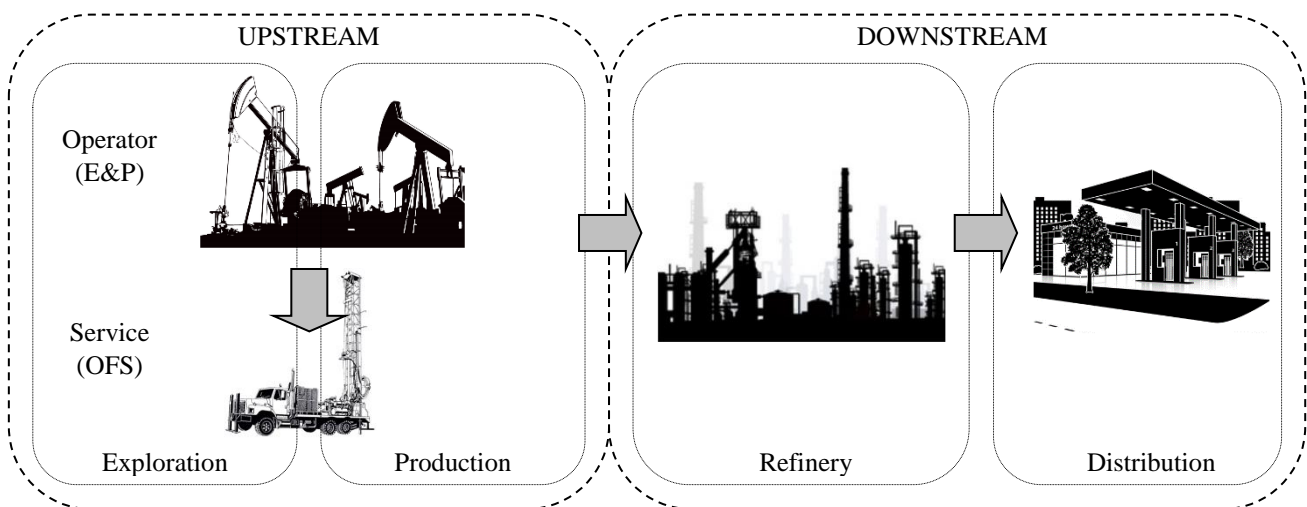 UPSTREAM
DOWNSTREAM
Operator
(E&P)
Service
(OFS)
Exploration
Production
Refinery
Distribution